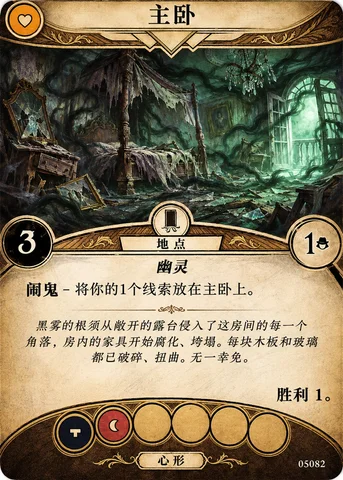 主卧
3
地点
1
幽灵
闹鬼 – 将你的1个线索放在主卧上。
黑雾的根须从敞开的露台侵入了这房间的每一个
角落，房内的家具开始腐化、垮塌。每块木板和玻璃
都已破碎、扭曲。无一幸免。
胜利 1。
心形
05082